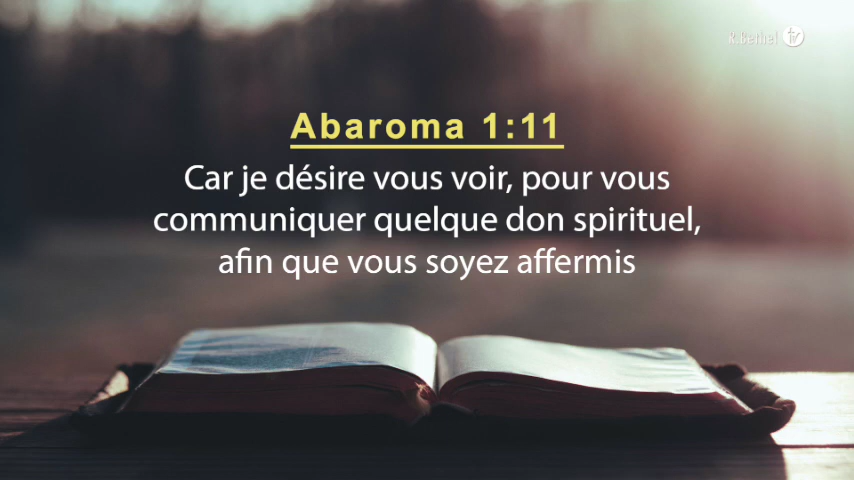 R.Bethel tv
Abaroma 1:11
Car je désire vous voir, pour vous
communiquer quelque don spirituel,
afin que vous soyez affermis